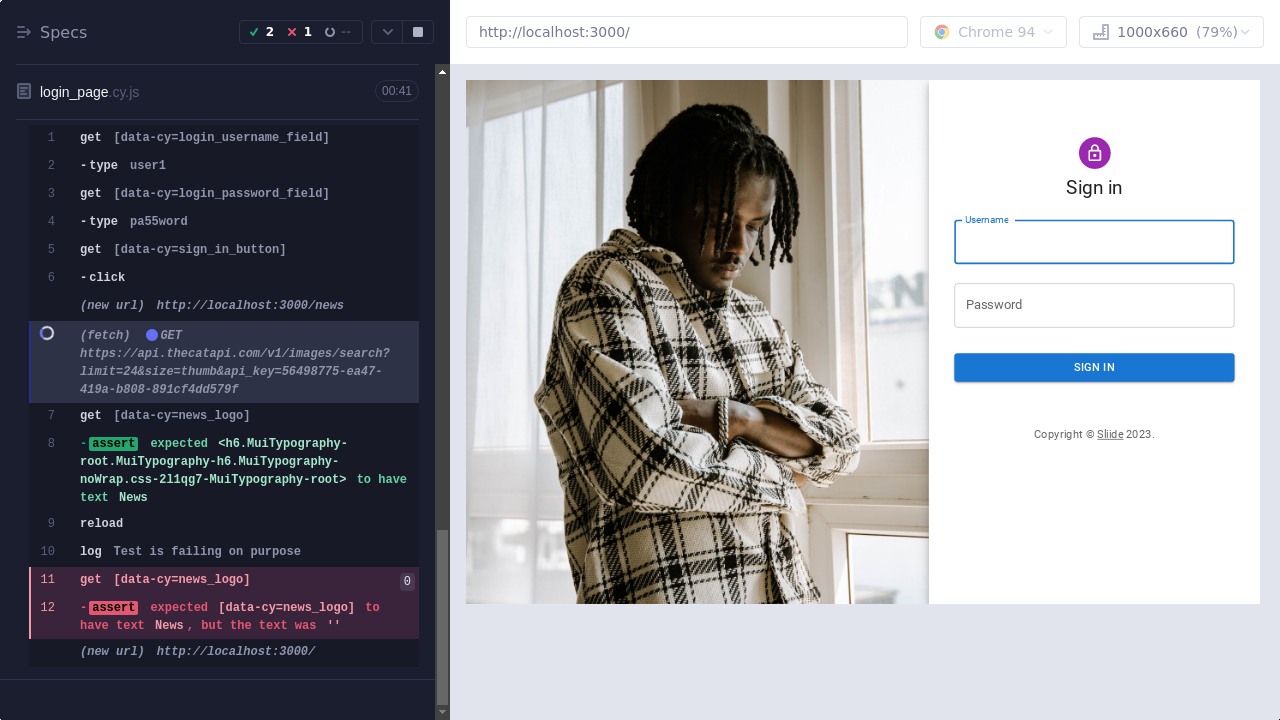 Specs
2
1
--
login_page.cy.js
00:41
1 get [data-cy=login_username_field]
2 -type user1
3 get [data-cy=login_password_field]
4 -type pa55word
5 get [data-cy=sign_in_button]
6 -click
(new url) http://localhost:3000/news
(fetch) GET
https://api.thecatapi.com/v1/images/search?
limit=24&size=thumb&api_key=56498775-ea47-
419a-b808-891cf4dd579f
7 get [data-cy=news_logo]
8 -assert expected <h6.MuiTypography-
root.MuiTypography-h6.MuiTypography-
noWrap.css-2l1qg7-MuiTypography-root> to have
text News
9 reload
10 log Test is failing on purpose
11 get [data-cy=news_logo] 0
12 -assert expected [data-cy=news_logo] to
have text News, but the text was ''
(new url) http://localhost:3000/
http://localhost:3000/
Chrome 94
1000x660 (79%)
Sign in
Username
Password
SIGN IN
Copyright © Sliide 2023.